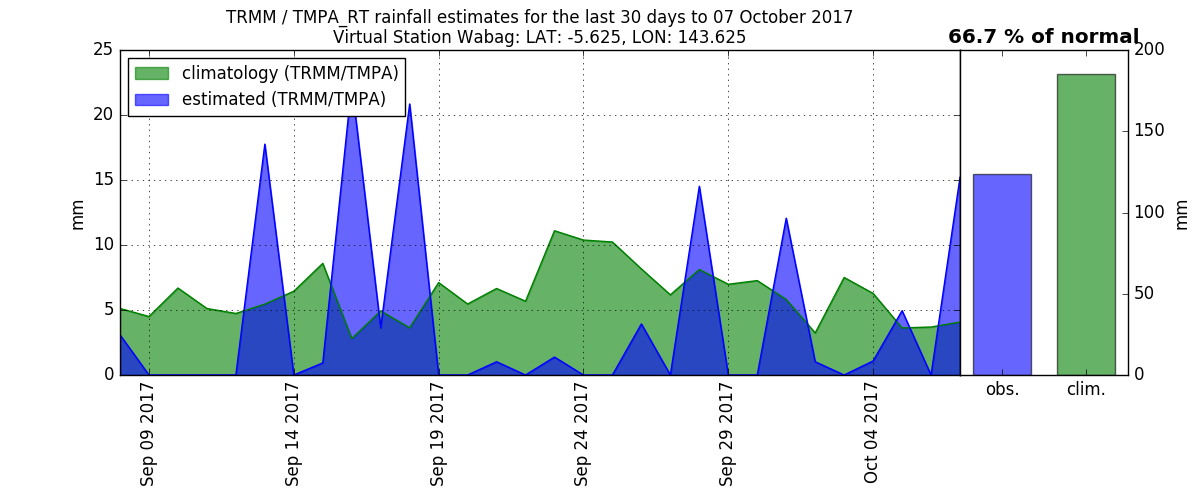 TRMM / TMPA_RT rainfall estimates for the last 30 days to 07 October 2017
Virtual Station Wabag: LAT: -5.625, LON: 143.625
66.7 % of normal
climatology (TRMM/TMPA)
estimated (TRMM/TMPA)
25
20
15
10
5
0
mm
Sep 09 2017
Sep 14 2017
Sep 19 2017
Sep 24 2017
Sep 29 2017
Oct 04 2017
obs.
clim.
200
150
100
50
0
mm